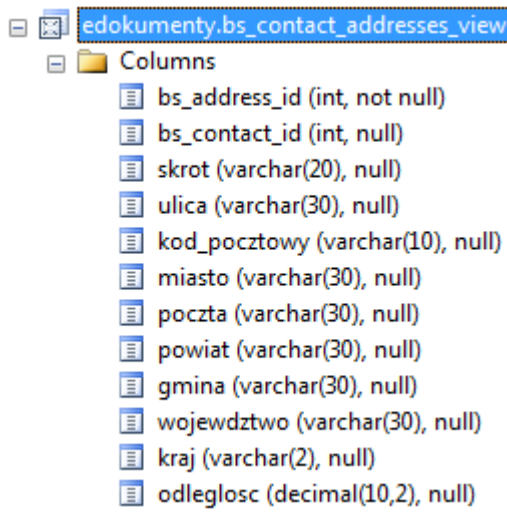 edokumenty.bs_contact_addresses_view
Columns
bs_address_id (int, not null)
bs_contact_id (int, null)
skrot (varchar(20), null)
ulica (varchar(30), null)
kod_pocztowy (varchar(10), null)
miasto (varchar(30), null)
poczta (varchar(30), null)
powiat (varchar(30), null)
gmina (varchar(30), null)
wojewdztwo (varchar(30), null)
kraj (varchar(2), null)
odleglosc (decimal(10,2), null)